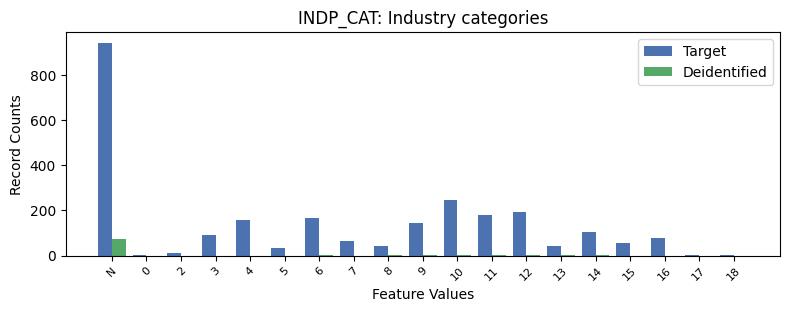 INDP_CAT: Industry categories
Target
Deidentified
Record Counts
800
600
400
200
0
N 0 2 3 4 5 6 7 8 9 10 11 12 13 14 15 16 17 18
Feature Values